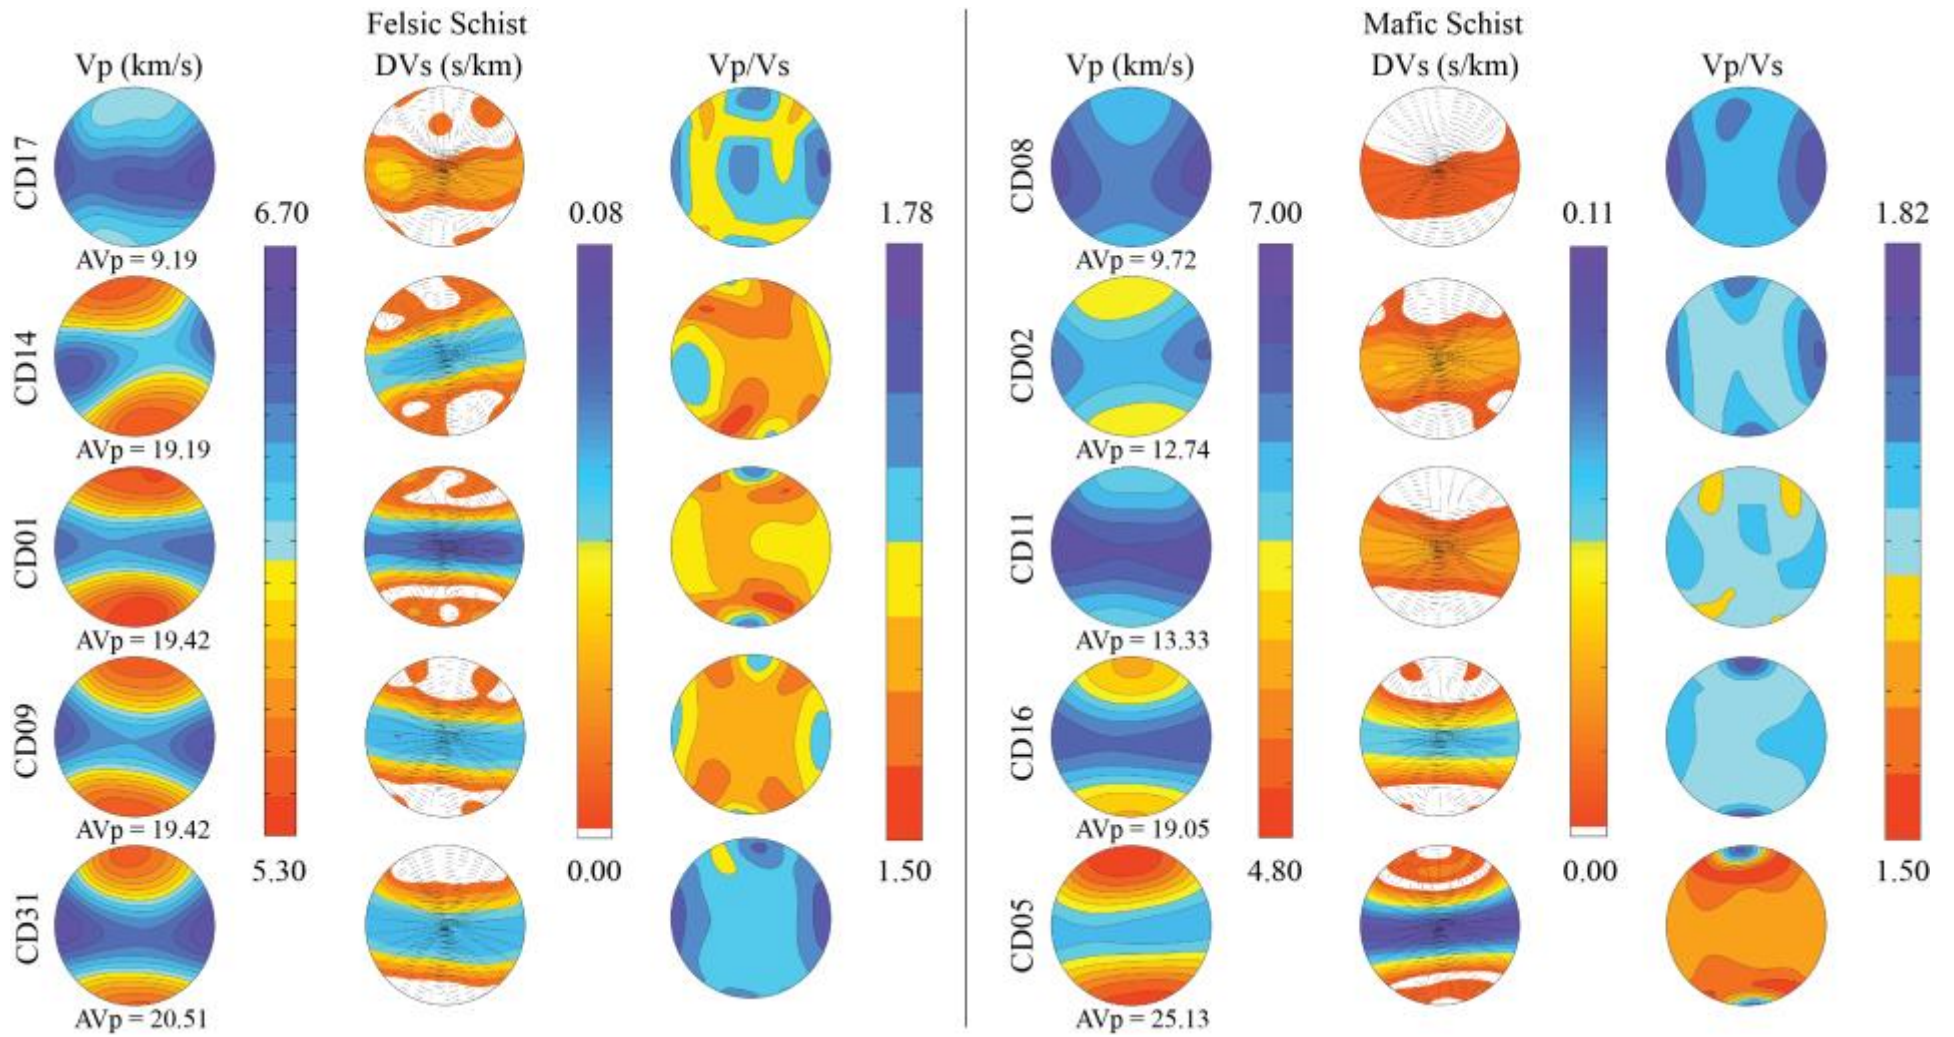 Felsic Schist
Mafic Schist
Vp (km/s) DVs (s/km) Vp/Vs
Vp (km/s) DVs (s/km) Vp/Vs
CD17
CD08
6.70 0.08 1.78
7.00 0.11 1.82
AVp = 9.19
AVp = 9.72
CD14
CD02
AVp = 19.19
AVp = 12.74
CD01
CD11
AVp = 19.42
AVp = 13.33
CD09
CD16
AVp = 19.42
AVp = 19.05
5.30 0.00 1.50
4.80 0.00 1.50
CD31
CD05
AVp = 20.51
AVp = 25.13